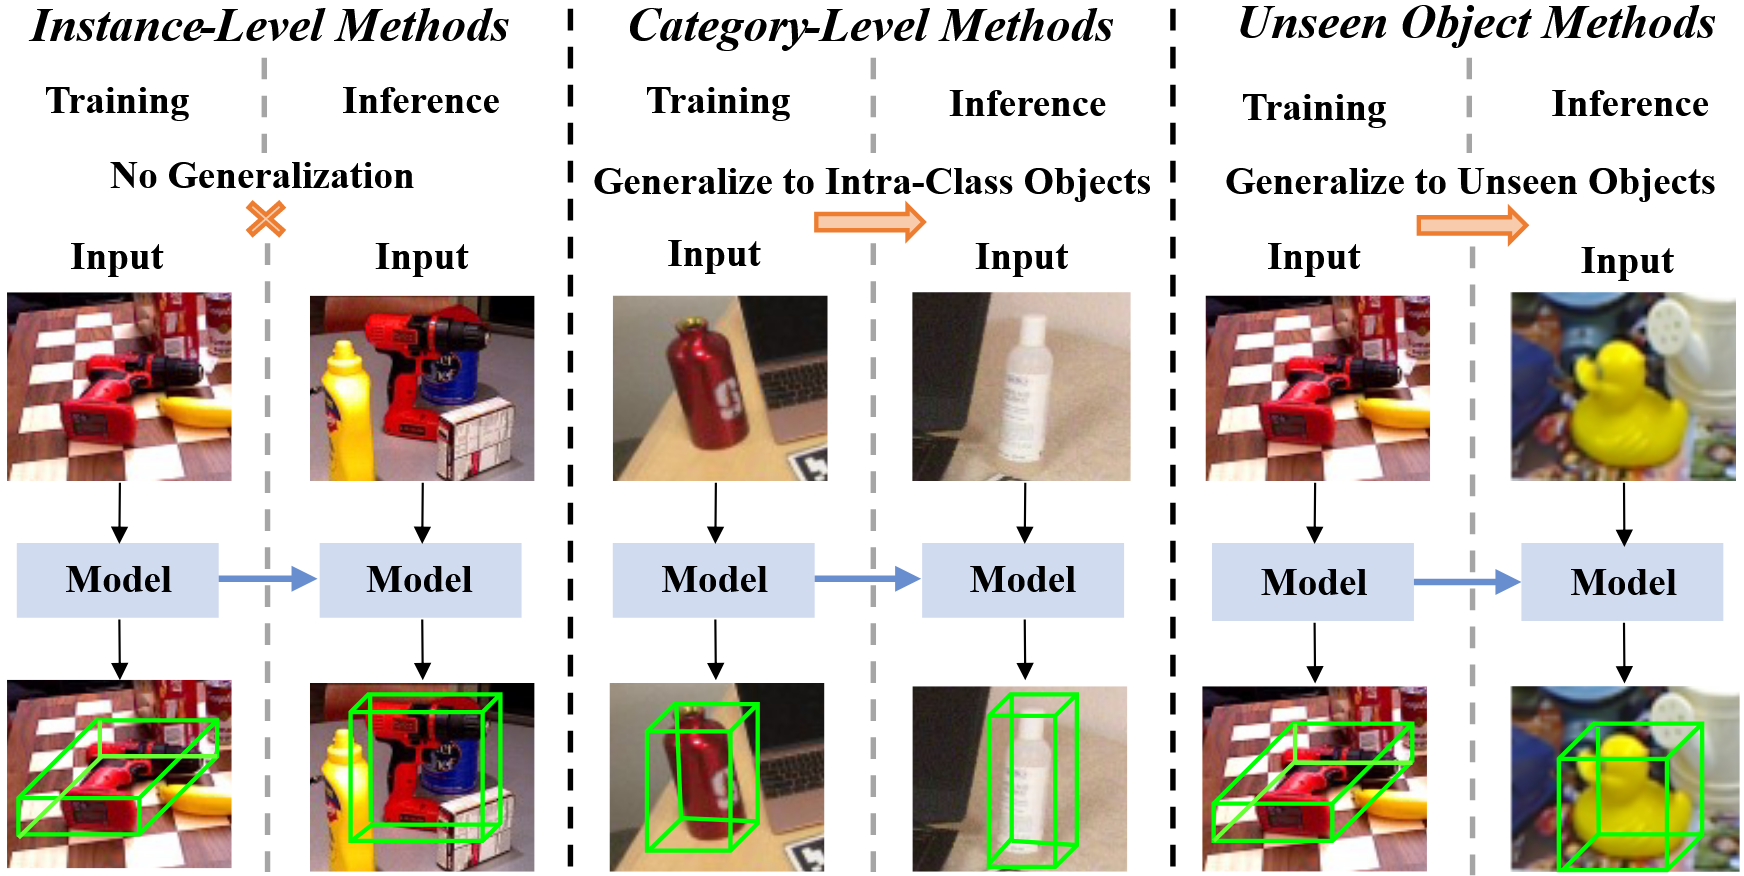 Instance-Level Methods
Training
Inference
No Generalization
Input
Input
Model
Model
Category-Level Methods
Training
Inference
Generalize to Intra-Class Objects
Input
Input
S
Model
Model
S
Unseen Object Methods
Training
Inference
Generalize to Unseen Objects
Input
Input
Model
Model